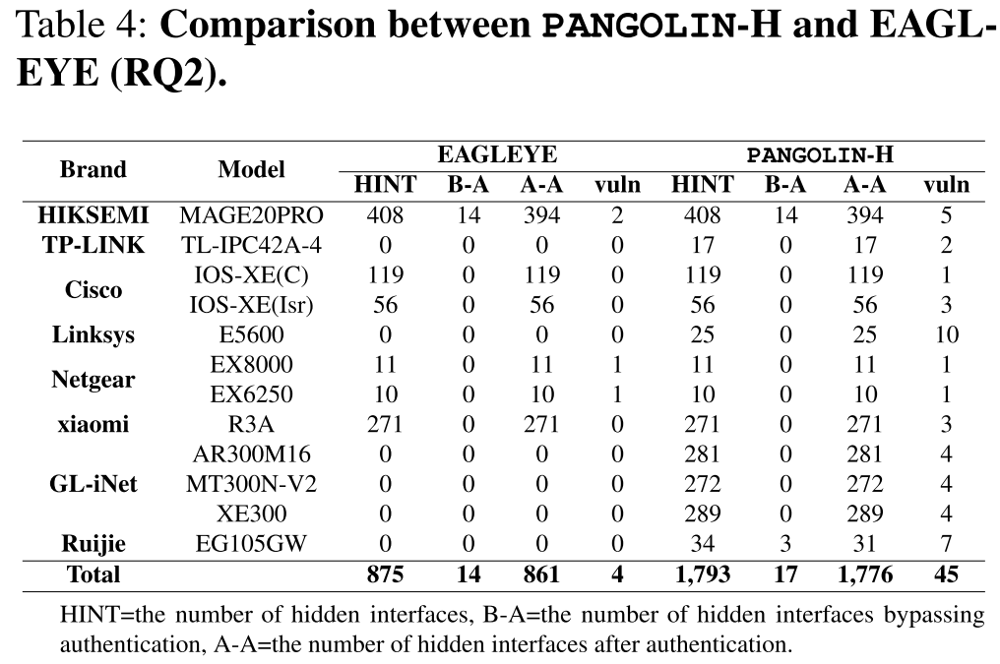 Table 4: Comparison between PANGOLIN-H and EAGL-
EYE (RQ2).
Brand Model EAGLEYE PANGOLIN-H
HINT B-A A-A vuln HINT B-A A-A vuln
HIKSEMI MAGE20PRO 408 14 394 2 408 14 394 5
TP-LINK TL-IPC42A-4 0 0 0 0 17 0 17 2
Cisco IOS-XE(C) 119 0 119 0 119 0 119 1
IOS-XE(Isr) 56 0 56 0 56 0 56 3
Linksys E5600 0 0 0 0 25 0 25 10
Netgear EX8000 11 0 11 1 11 0 11 1
EX6250 10 0 10 1 10 0 10 1
xiaomi R3A 271 0 271 0 271 0 271 3
AR300M16 0 0 0 0 281 0 281 4
GL-iNet MT300N-V2 0 0 0 0 272 0 272 4
XE300 0 0 0 0 289 0 289 4
Ruijie EG105GW 0 0 0 0 34 3 31 7
Total 875 14 861 4 1,793 17 1,776 45
HINT=the number of hidden interfaces, B-A=the number of hidden interfaces bypassing
authentication, A-A=the number of hidden interfaces after authentication.